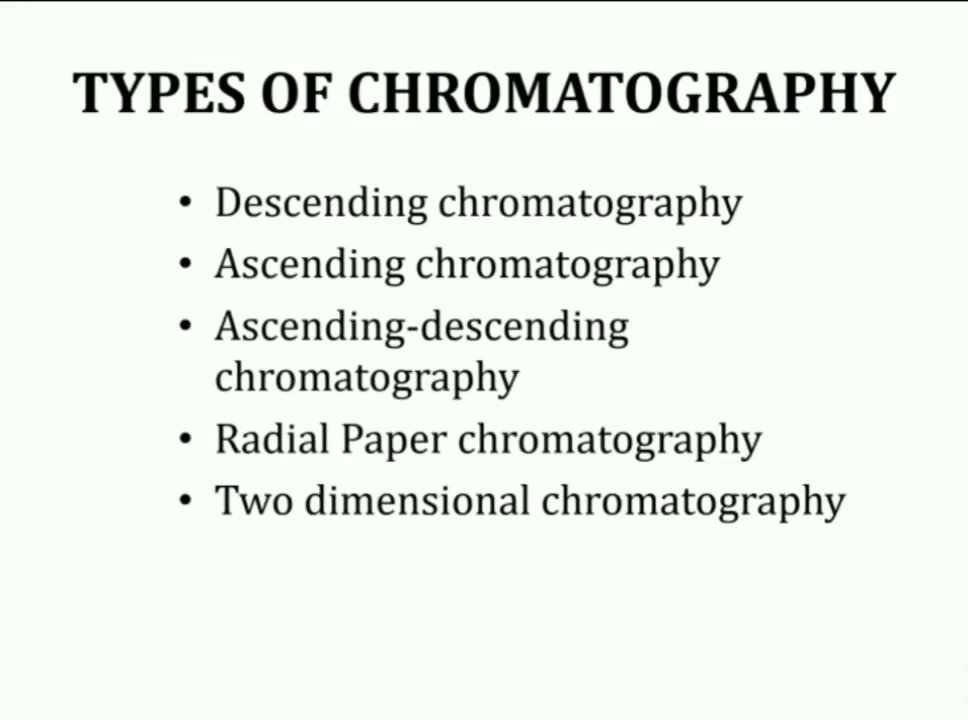 TYPES OF CHROMATOGRAPHY
• Descending chromatography
• Ascending chromatography
• Ascending-descending
chromatography
• Radial Paper chromatography
• Two dimensional chromatography